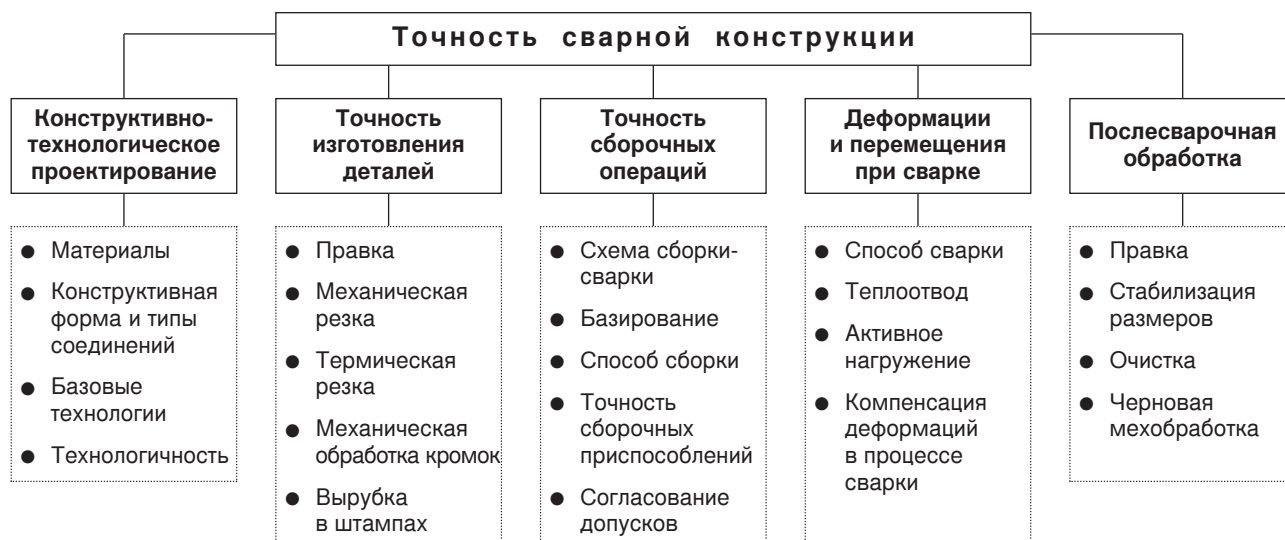 Точность сварной конструкции
Конструктивно-
технологическое
проектирование
● Материалы
● Конструктивная
форма и типы
соединений
● Базовые
технологии
● Технологичность
Точность
изготовления
деталей
● Правка
● Механическая
резка
● Термическая
резка
● Механическая
обработка кромок
● Вырубка
в штампах
Точность
сборочных
операций
● Схема сборки-
сварки
● Базирование
● Способ сборки
● Точность
сборочных
приспособлений
● Согласование
допусков
Деформации
и перемещения
при сварке
● Способ сварки
● Теплоотвод
● Активное
нагружение
● Компенсация
деформаций
в процессе
сварки
Послесварочная
обработка
● Правка
● Стабилизация
размеров
● Очистка
● Черновая
мехобработка